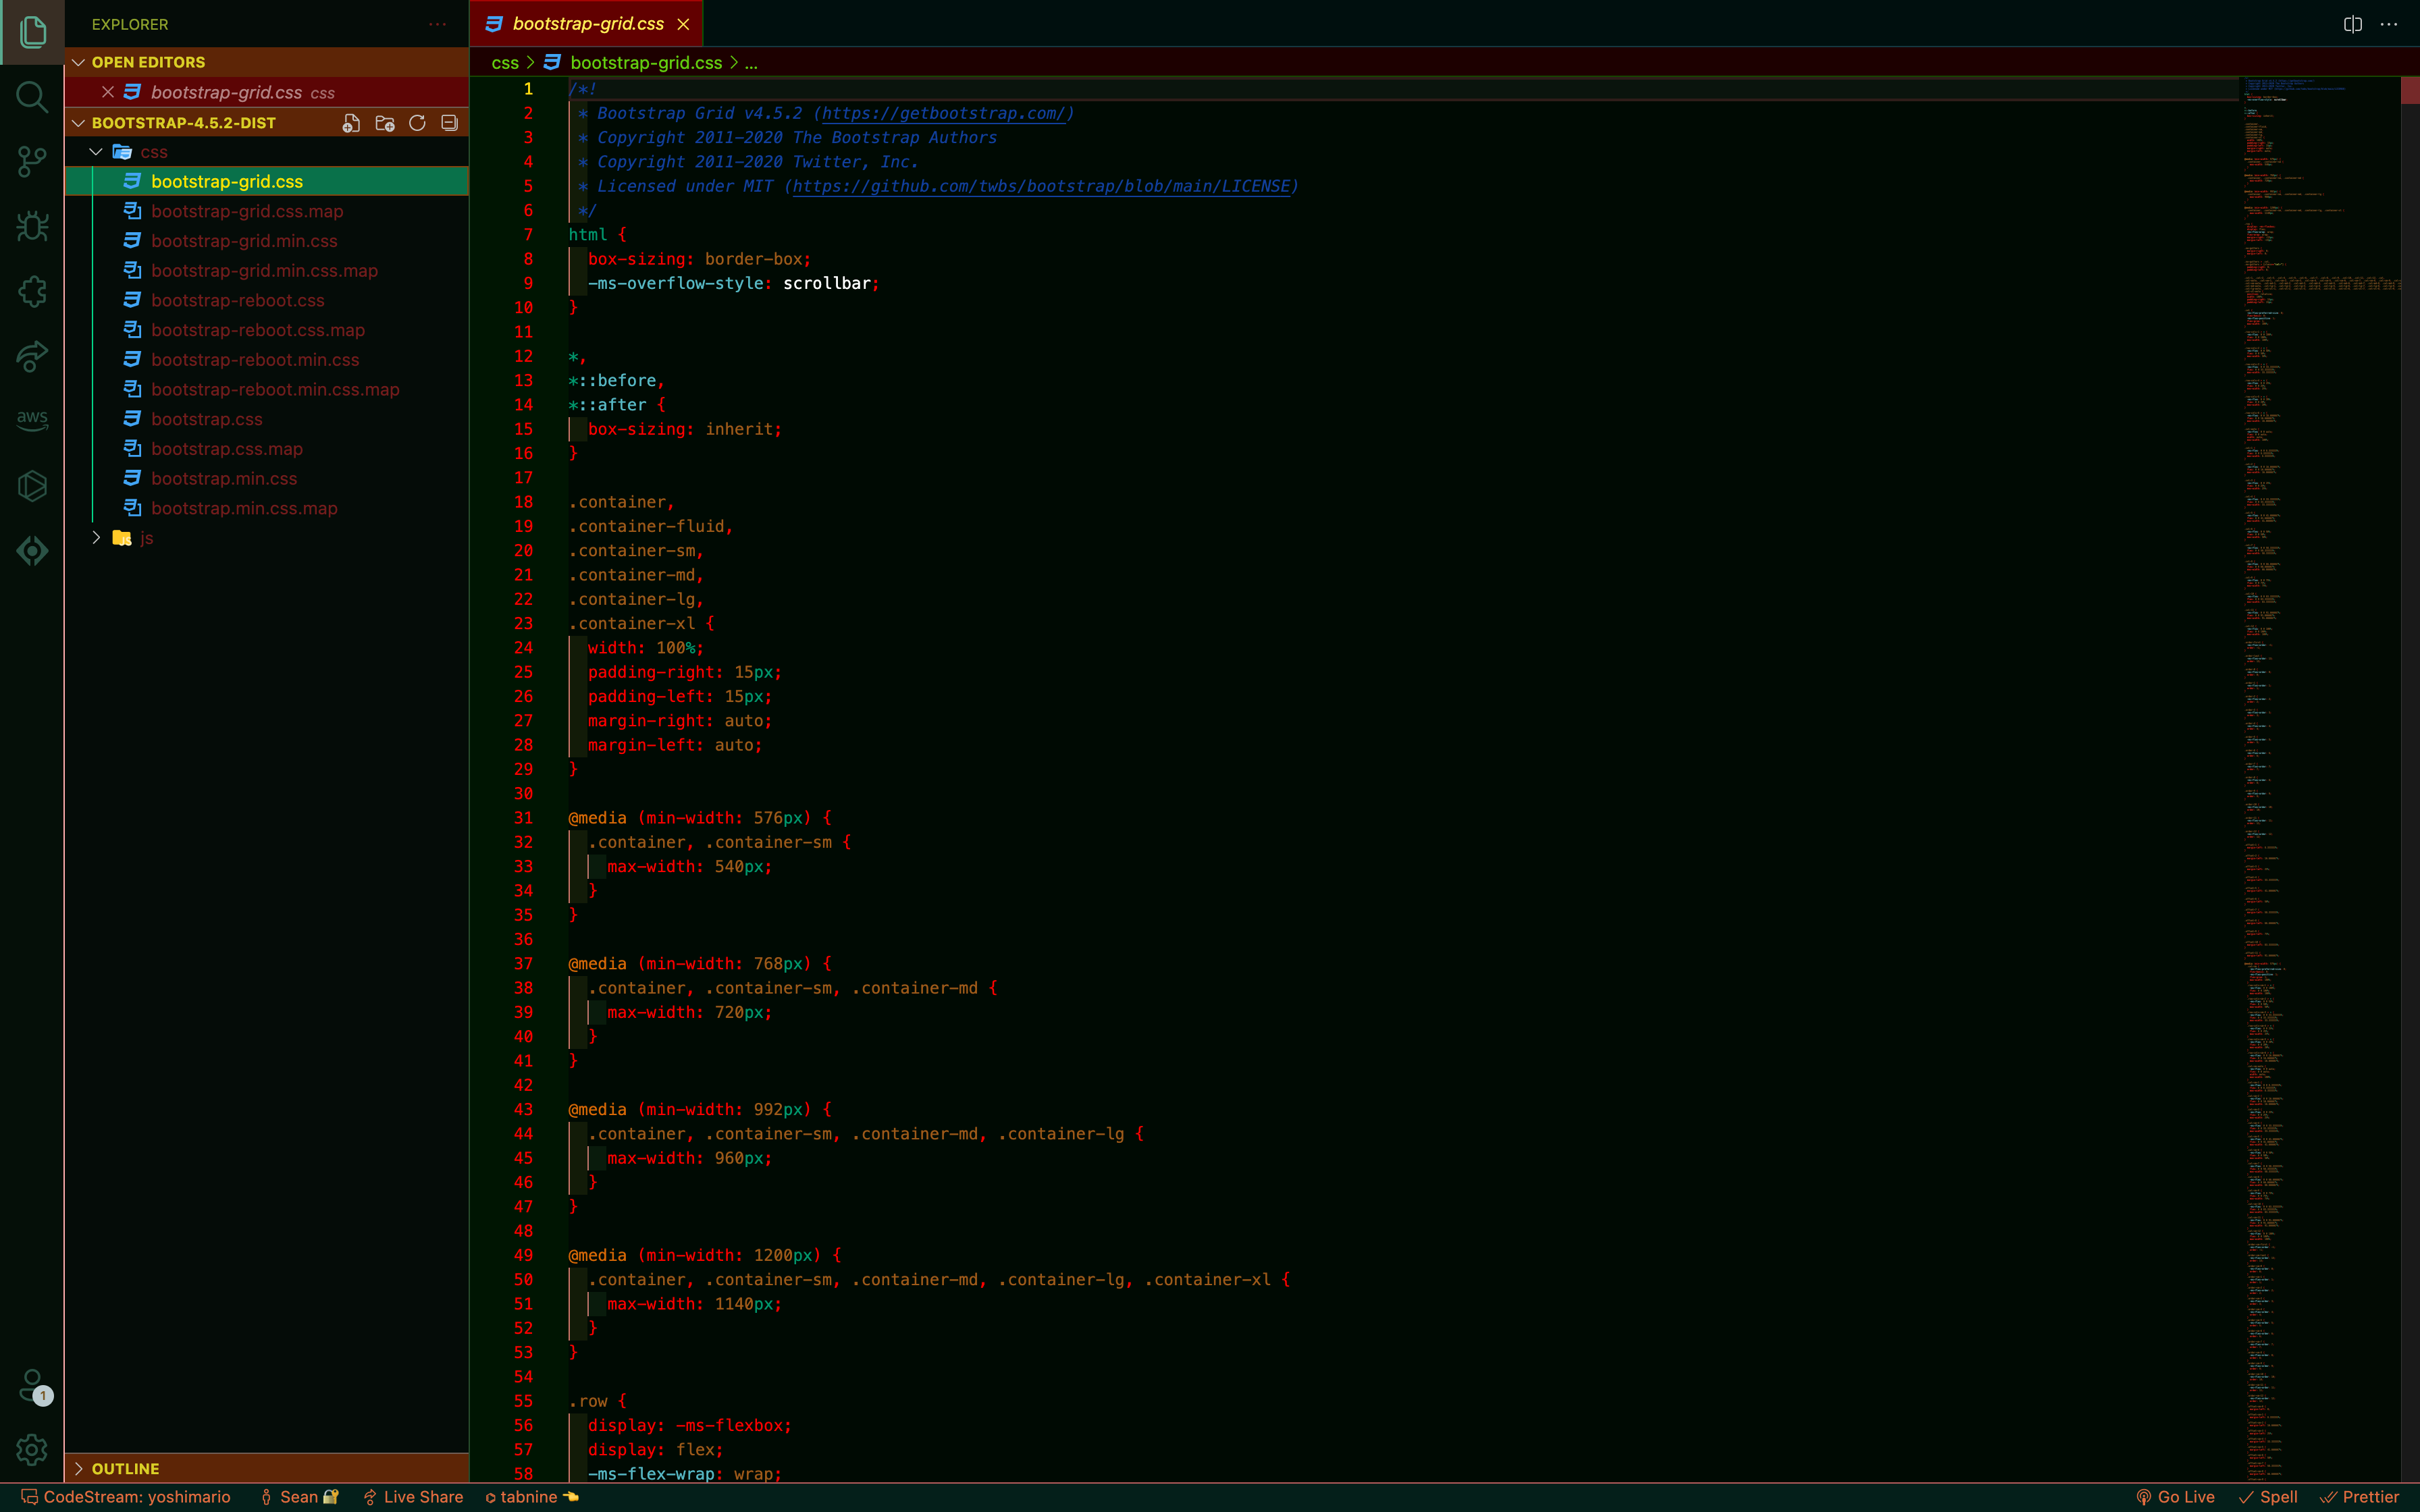 EXPLORER
OPEN EDITORS
bootstrap-grid.css css
BOOTSTRAP-4.5.2-DIST
css
bootstrap-grid.css
bootstrap-grid.css.map
bootstrap-grid.min.css
bootstrap-grid.min.css.map
bootstrap-reboot.css
bootstrap-reboot.css.map
bootstrap-reboot.min.css
bootstrap-reboot.min.css.map
bootstrap.css
bootstrap.css.map
bootstrap.min.css
bootstrap.min.css.map
js
OUTLINE
aws
1
bootstrap-grid.css
css > bootstrap-grid.css > ...
1 /*!
2  * Bootstrap Grid v4.5.2 (https://getbootstrap.com/)
3  * Copyright 2011-2020 The Bootstrap Authors
4  * Copyright 2011-2020 Twitter, Inc.
5  * Licensed under MIT (https://github.com/twbs/bootstrap/blob/main/LICENSE)
6  */
7 html {
8   box-sizing: border-box;
9   -ms-overflow-style: scrollbar;
10 }
11
12 *,
13 *::before,
14 *::after {
15   box-sizing: inherit;
16 }
17
18 .container,
19 .container-fluid,
20 .container-sm,
21 .container-md,
22 .container-lg,
23 .container-xl {
24   width: 100%;
25   padding-right: 15px;
26   padding-left: 15px;
27   margin-right: auto;
28   margin-left: auto;
29 }
30
31 @media (min-width: 576px) {
32   .container, .container-sm {
33     max-width: 540px;
34   }
35 }
36
37 @media (min-width: 768px) {
38   .container, .container-sm, .container-md {
39     max-width: 720px;
40   }
41 }
42
43 @media (min-width: 992px) {
44   .container, .container-sm, .container-md, .container-lg {
45     max-width: 960px;
46   }
47 }
48
49 @media (min-width: 1200px) {
50   .container, .container-sm, .container-md, .container-lg, .container-xl {
51     max-width: 1140px;
52   }
53 }
54
55 .row {
56   display: -ms-flexbox;
57   display: flex;
58   -ms-flex-wrap: wrap;
CodeStream: yoshimario Sean 🔐 Live Share tabnine 👈 Go Live Spell Prettier